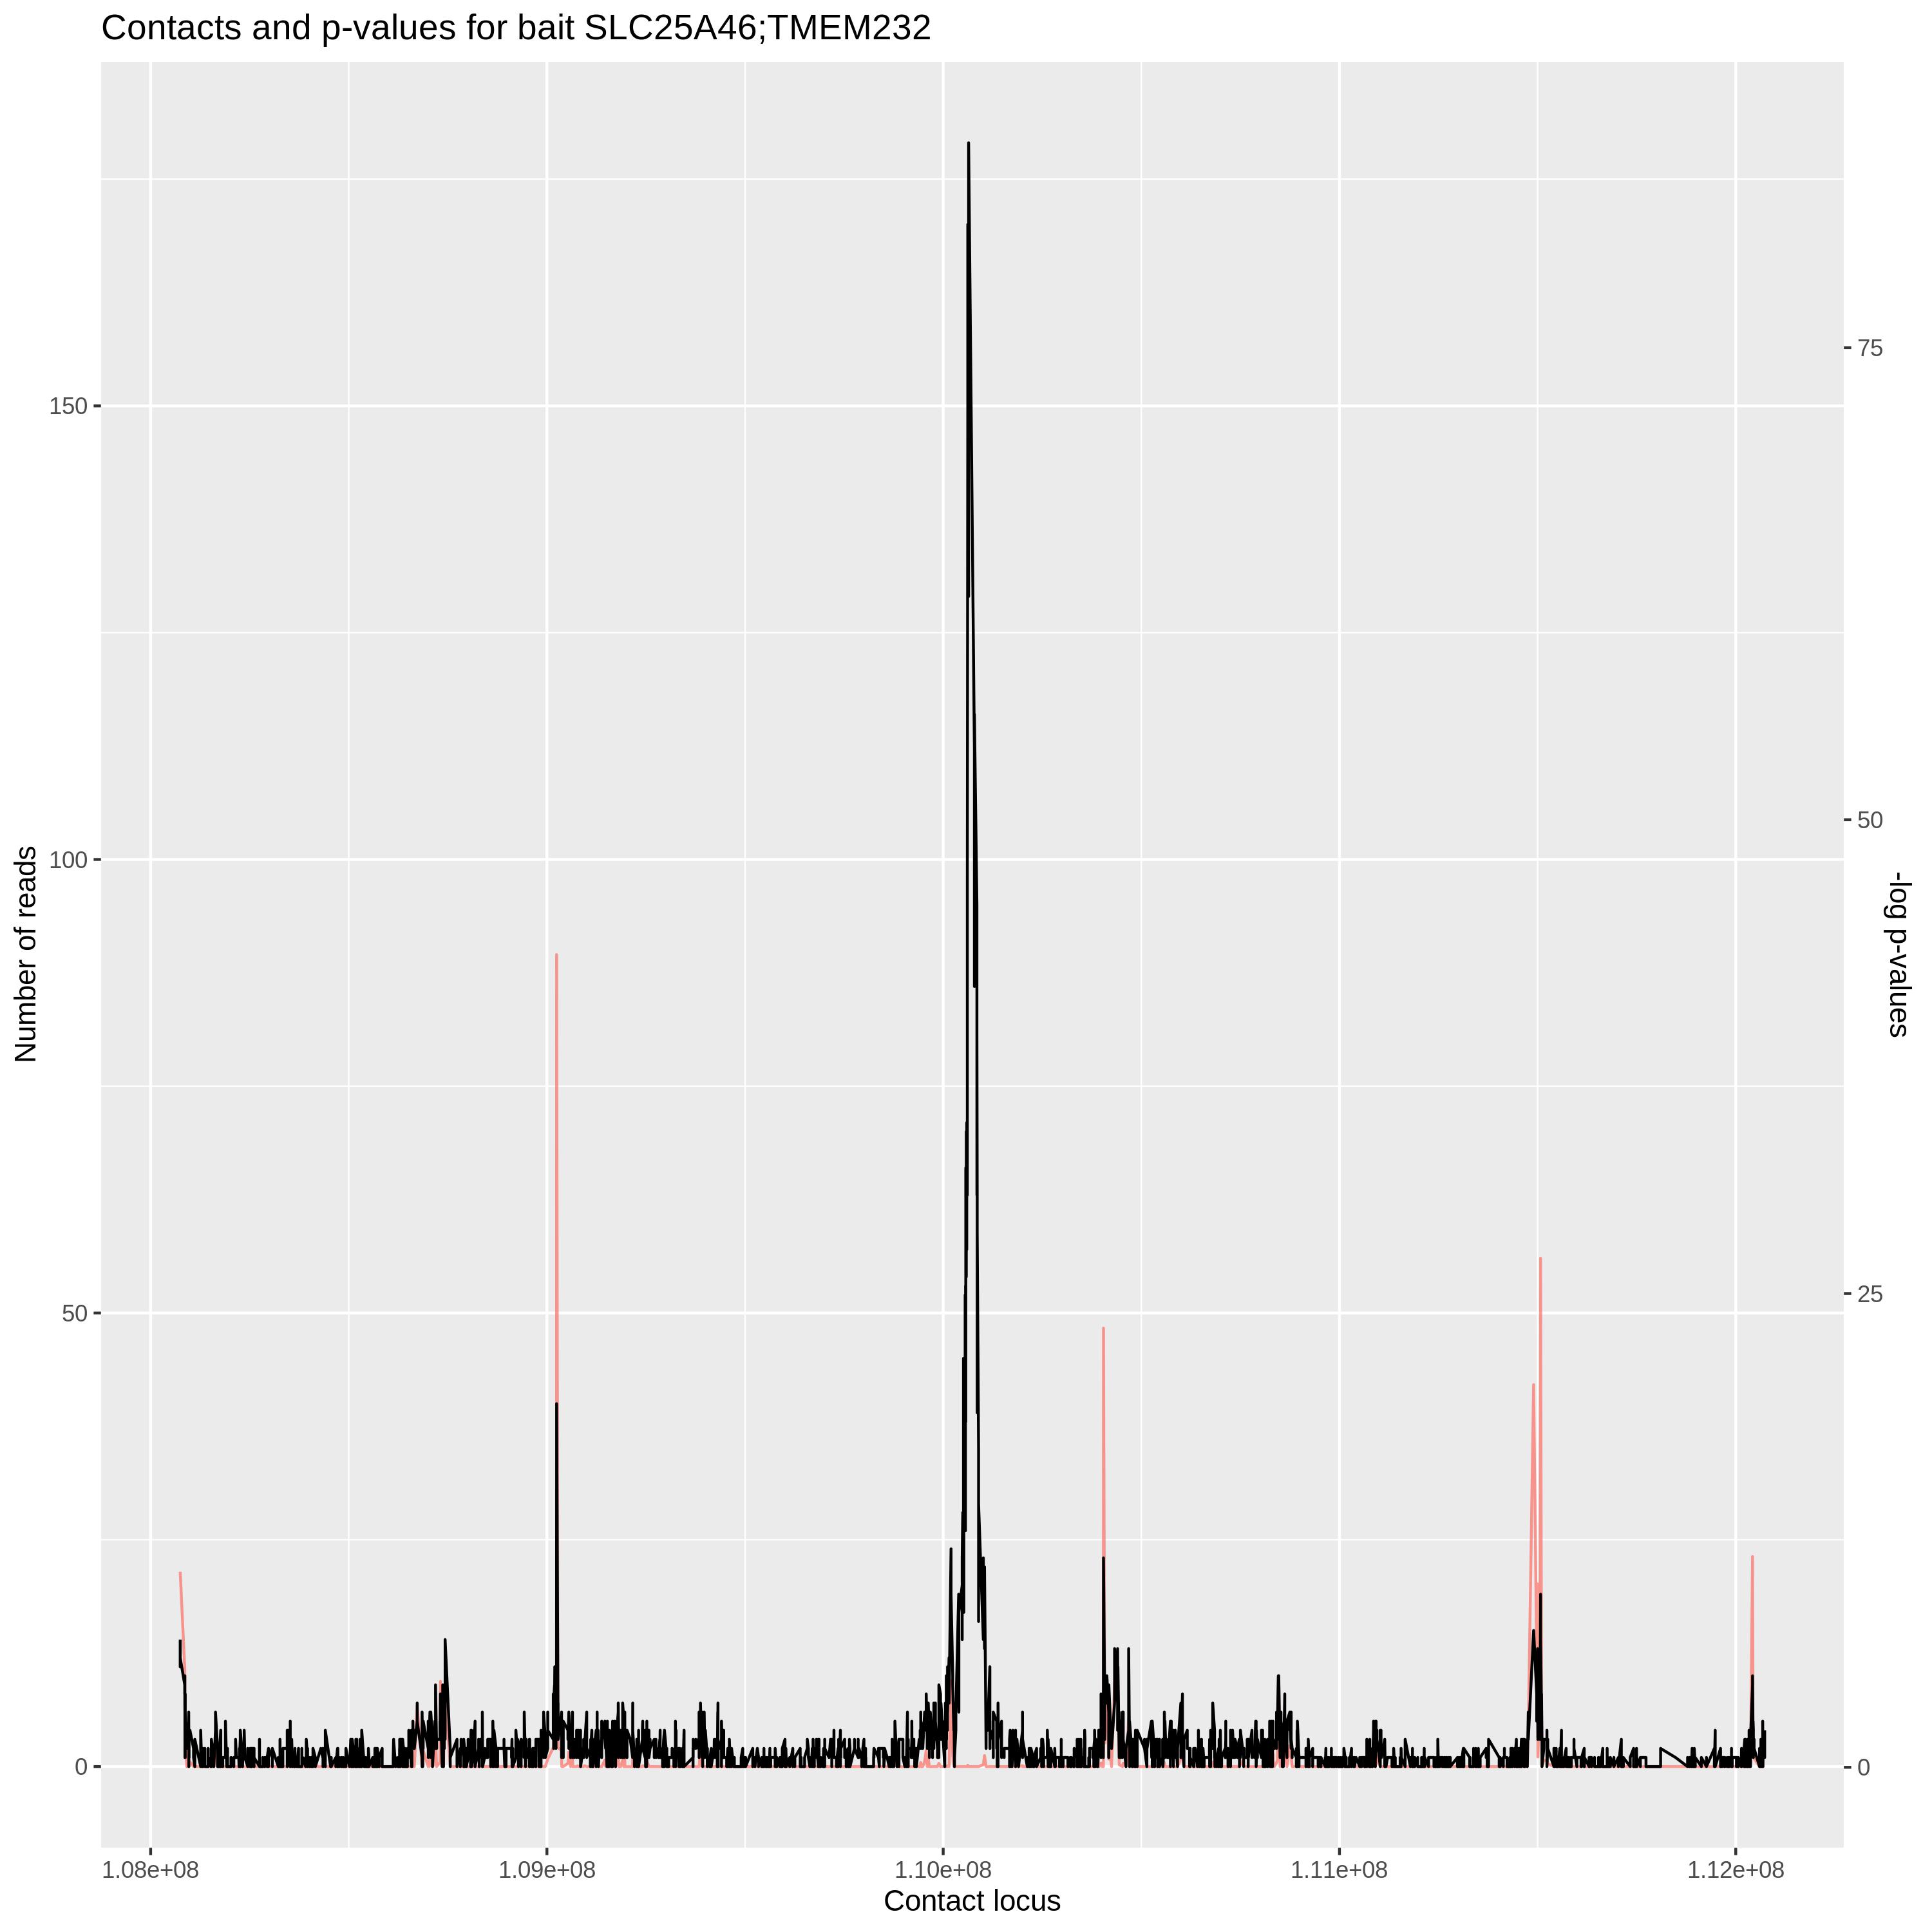 Contacts and p-values for bait SLC25A46;TMEM232
Number of reads
150
100
50
0
75
50
25
0
-log p-values
1.08e+08
1.09e+08
1.10e+08
1.11e+08
1.12e+08
Contact locus